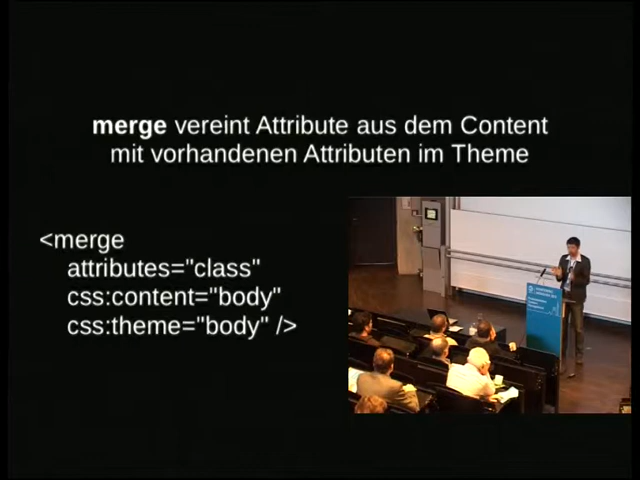 merge vereint Attribute aus dem Content
mit vorhandenen Attributen im Theme
<merge
attributes="class"
css:content="body"
css:theme="body" />